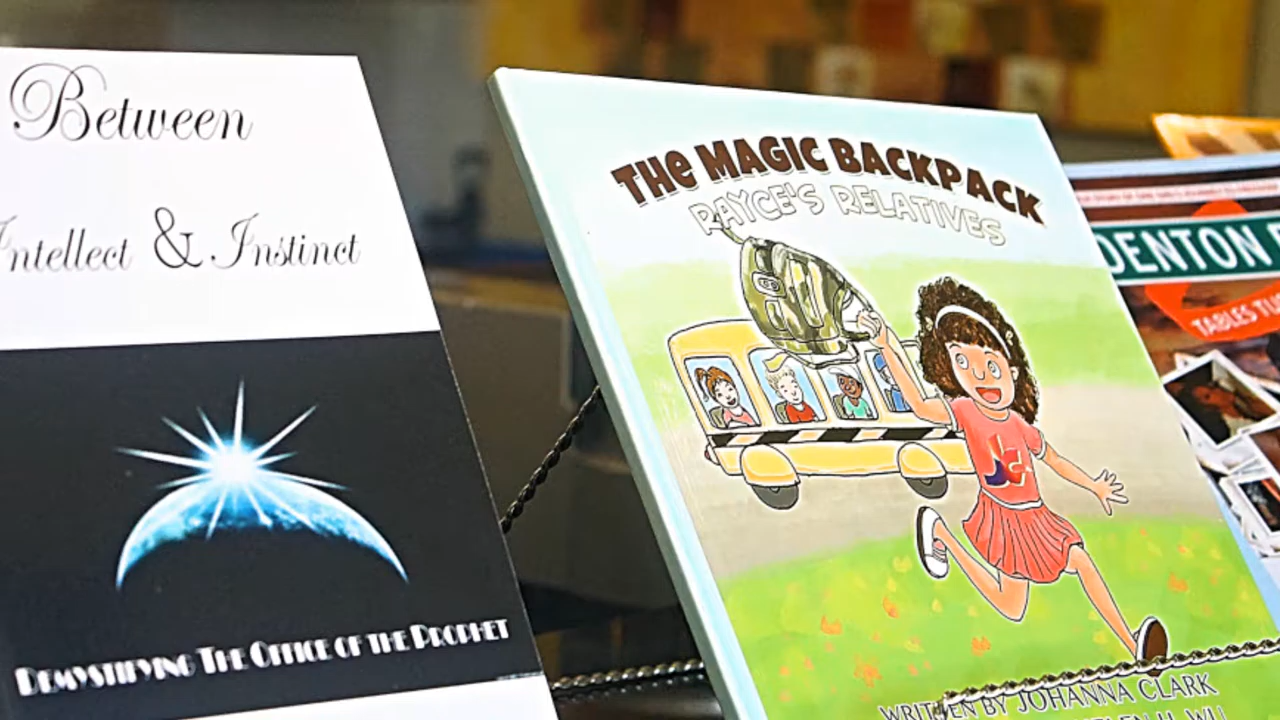 Between
Intellect & Instinct
DEMYSTIFYING THE OFFICE OF THE PROPHET
THE MAGIC BACKPACK
RAYCE'S RELATIVES
WRITTEN BY JOHANNA CLARK
DENTON
TABLES